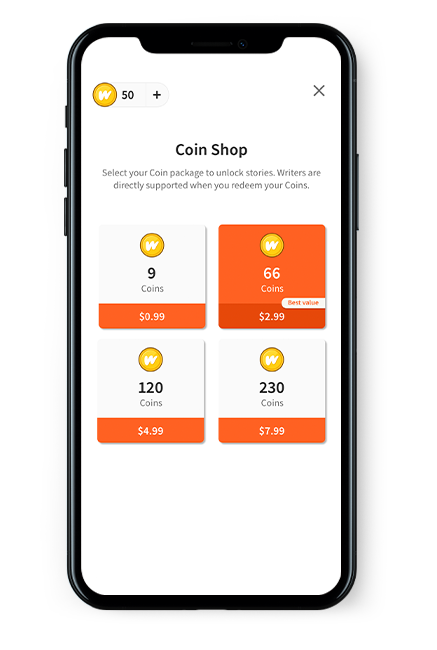 50 +
Coin Shop
Select your Coin package to unlock stories. Writers are
directly supported when you redeem your Coins.
9
Coins
$0.99
66
Coins
Best value
$2.99
120
Coins
$4.99
230
Coins
$7.99